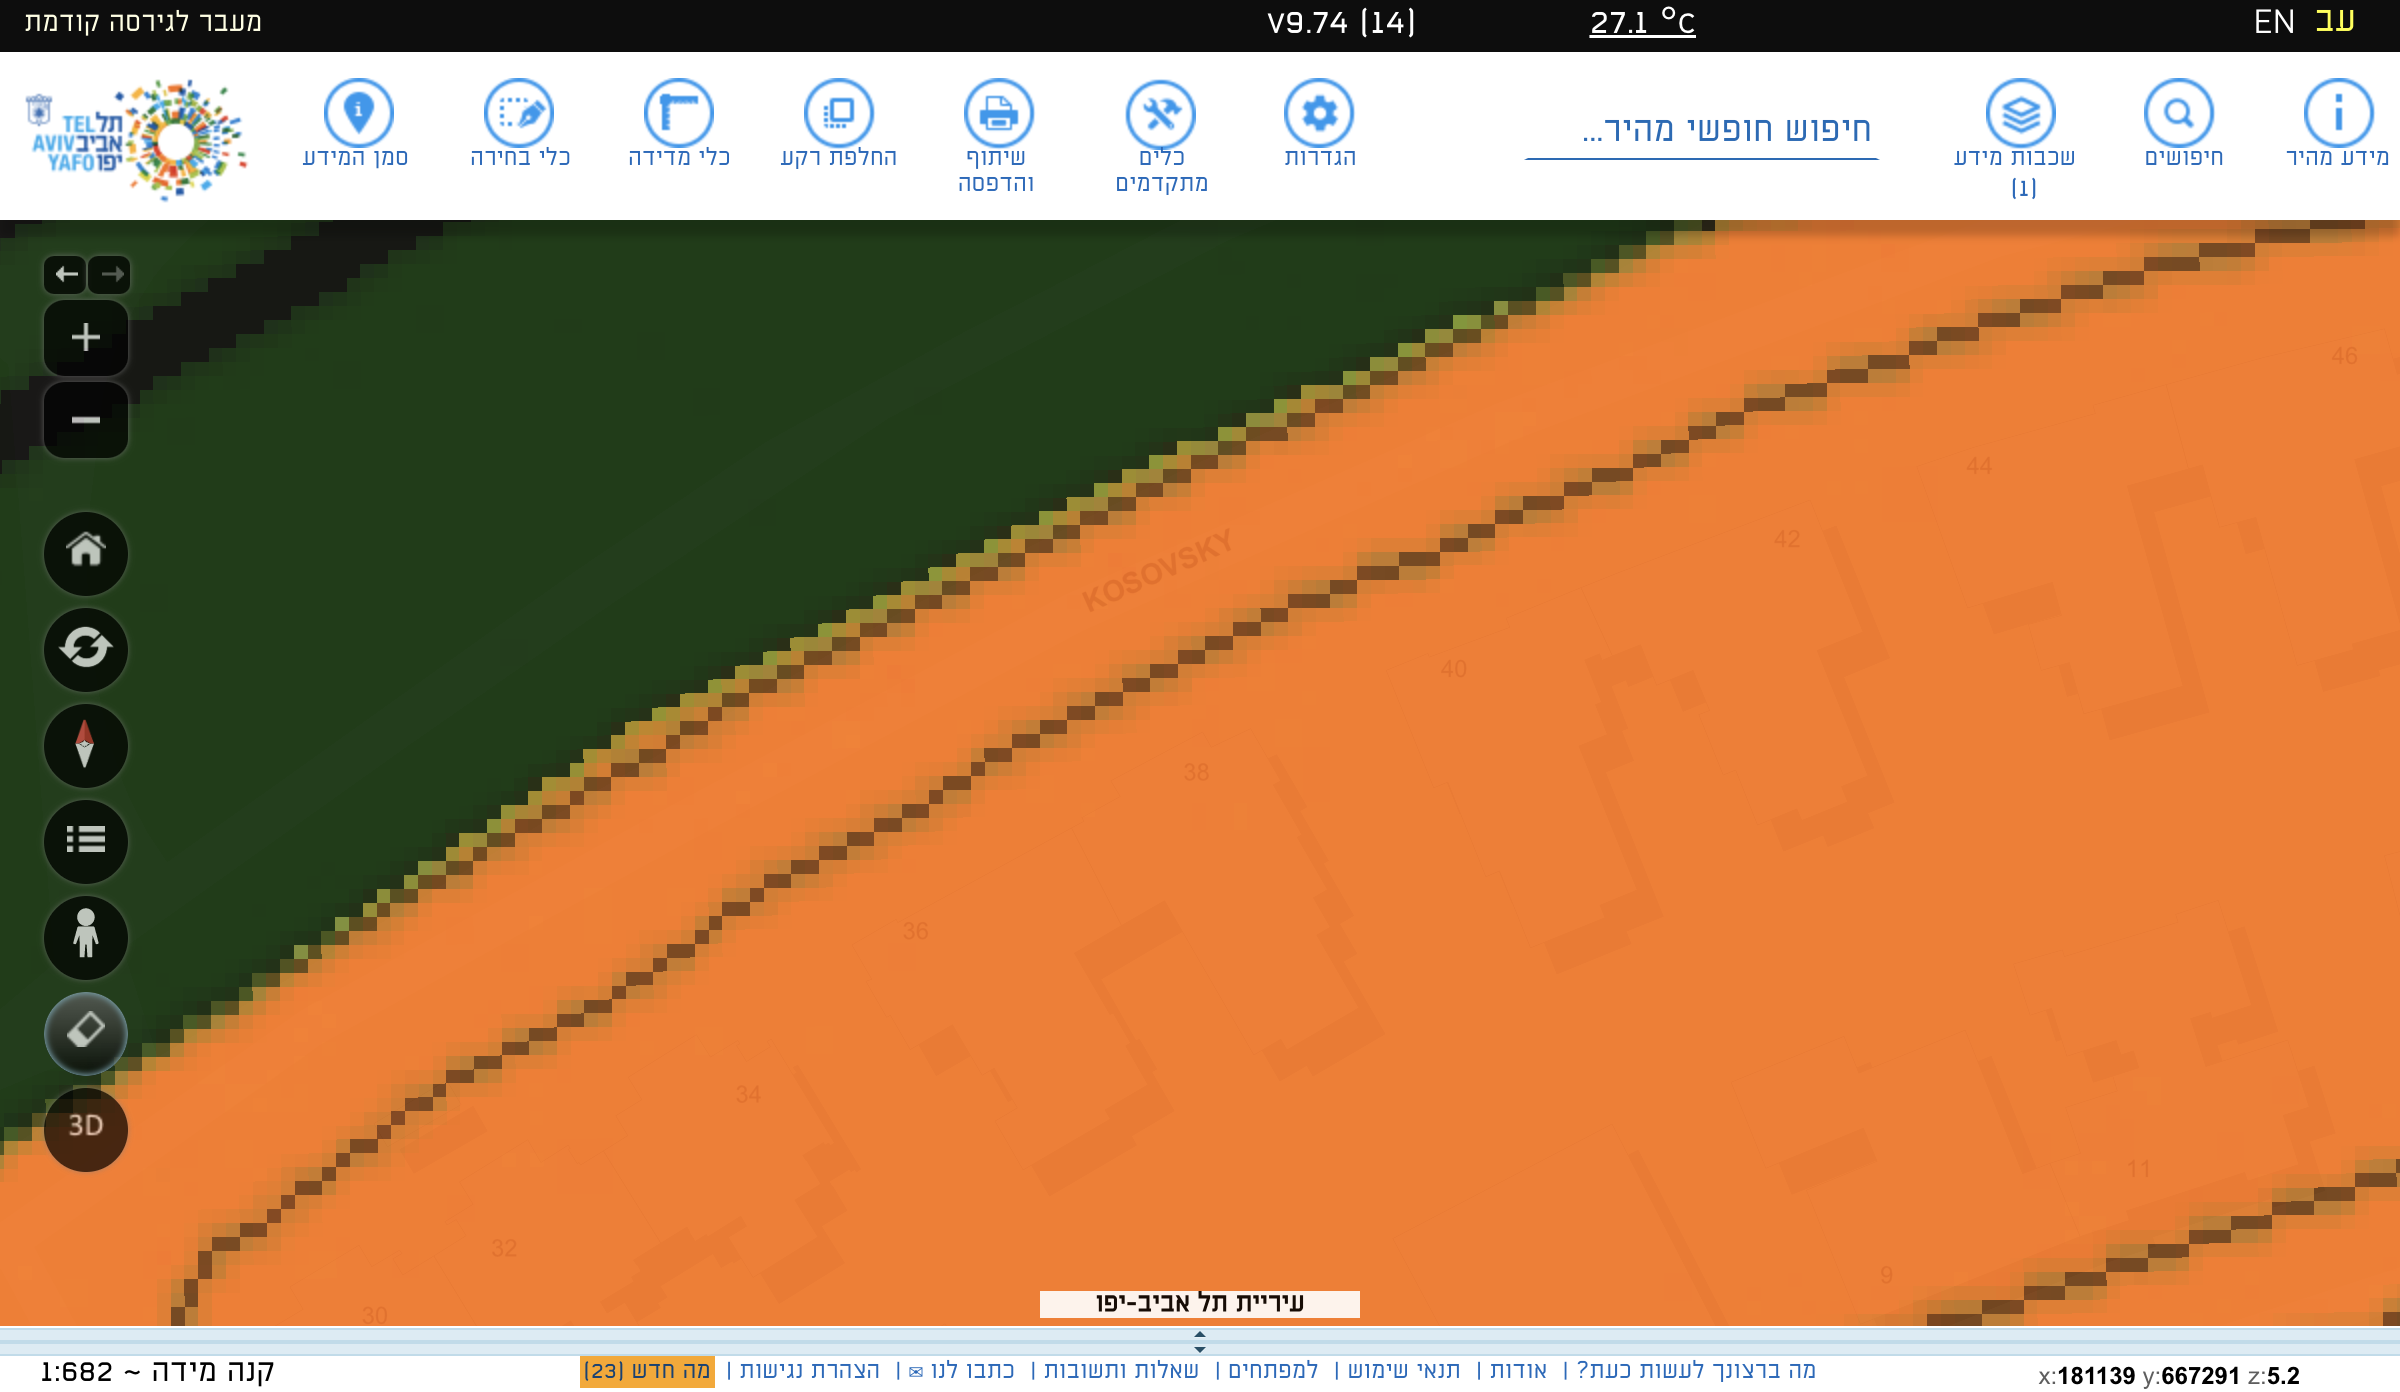 עב EN
27.1 °C
V9.74 (14)
מעבר לגירסה קודמת
מידע מהיר
חיפושים
שכבות מידע
(1)
חיפוש חופשי מהיר...
הגדרות
כלים
מתקדמים
שיתוף
והדפסה
החלפת רקע
כלי מדידה
כלי בחירה
סמן המידע
תל אביב יפו
TEL AVIV YAFO
46
44
42
KOSOVSKY
40
38
36
34
11
32
9
30
3D
עיריית תל אביב-יפו
x:181139 y:667291 z:5.2
מה ברצונך לעשות כעת? | אודות | תנאי שימוש | למפתחים | שאלות ותשובות | כתבו לנו ✉ | הצהרת נגישות | מה חדש (23)
קנה מידה ~ 1:682